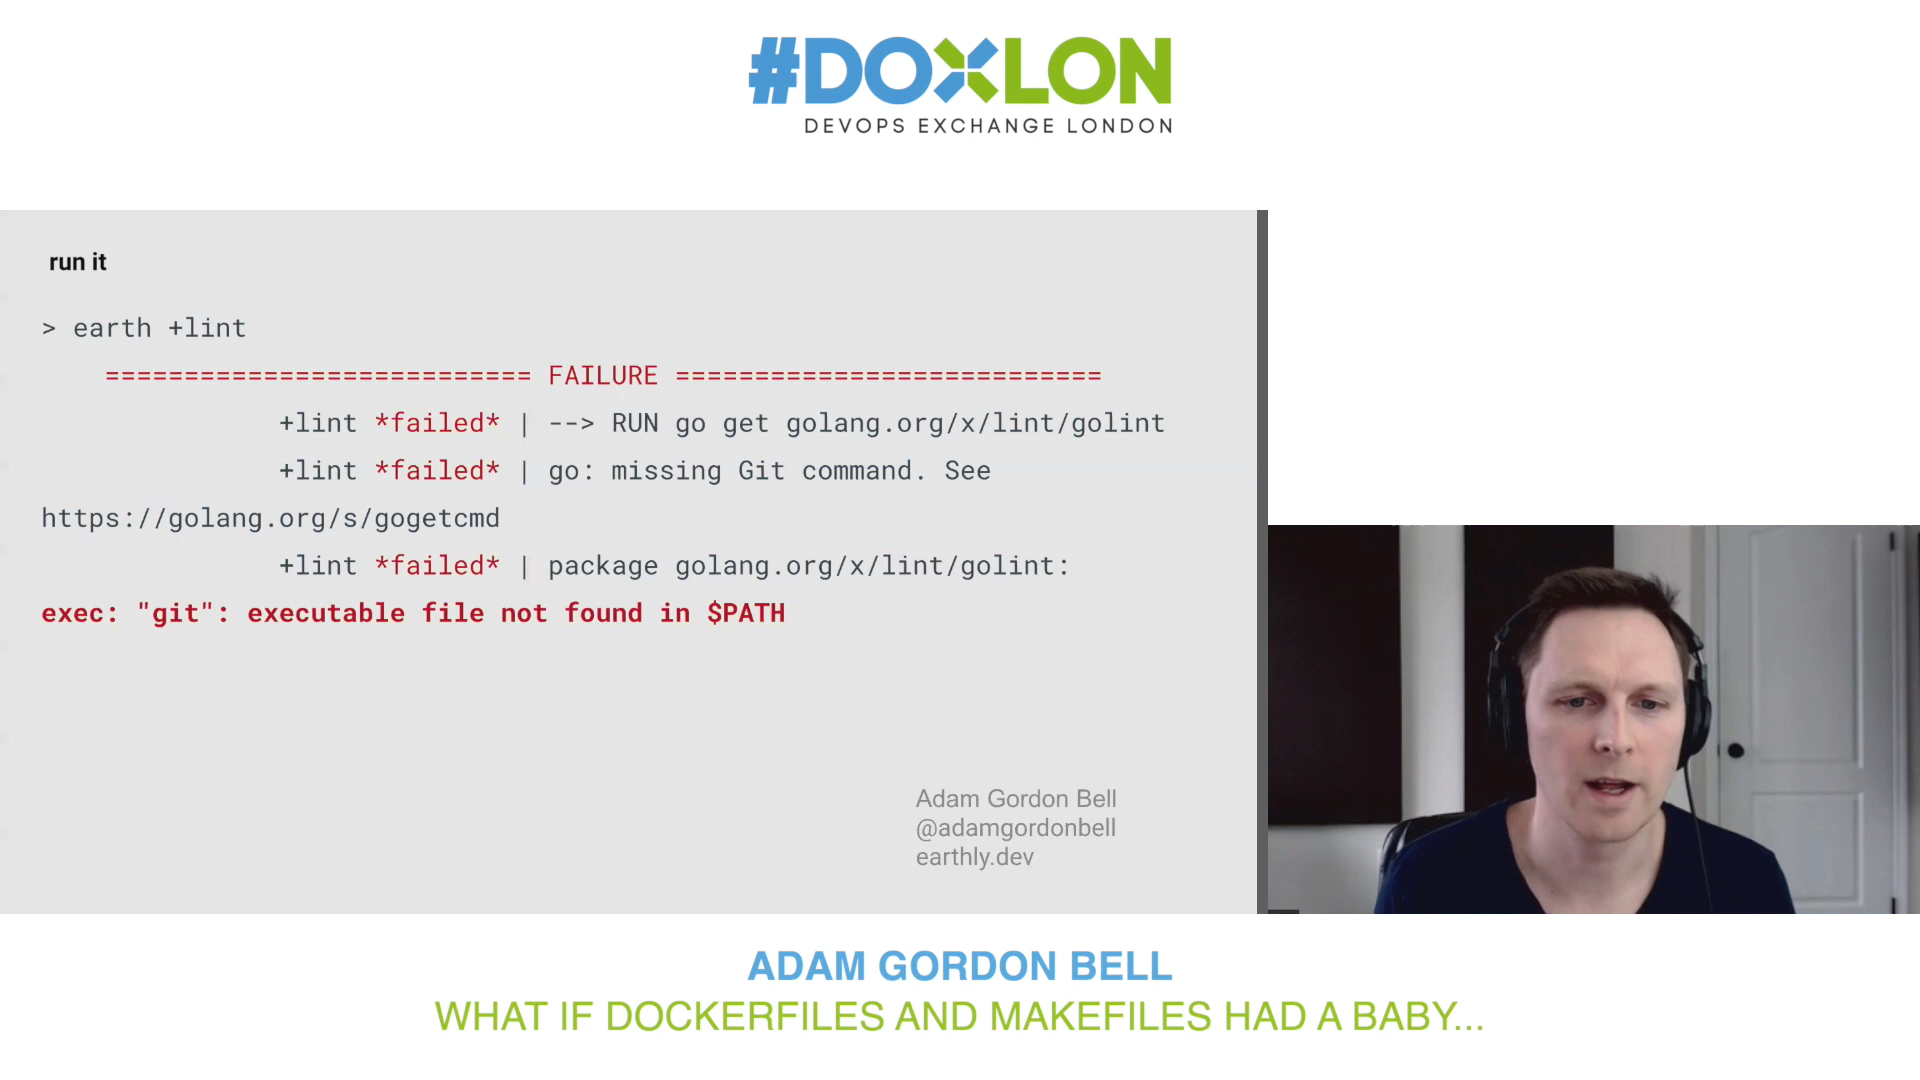 #DOXLON
DEVOPS EXCHANGE LONDON
run it
> earth +lint
=========================== FAILURE ===========================
+lint *failed* | --> RUN go get golang.org/x/lint/golint
+lint *failed* | go: missing Git command. See
https://golang.org/s/gogetcmd
+lint *failed* | package golang.org/x/lint/golint:
exec: "git": executable file not found in $PATH
Adam Gordon Bell
@adamgordonbell
earthly.dev
ADAM GORDON BELL
WHAT IF DOCKERFILES AND MAKEFILES HAD A BABY...